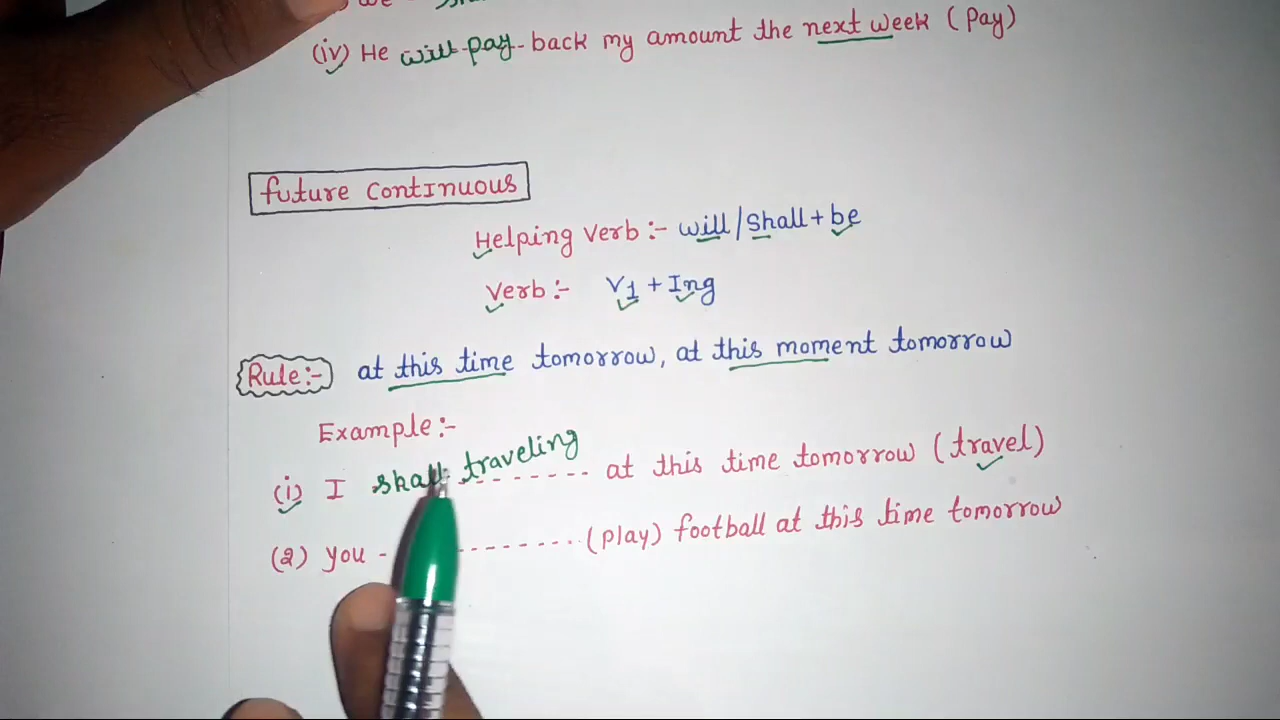 we
(iv) He will pay back my amount the next week (Pay)
future continuous
Helping Verb :- will/shall + be
Verb :- V1 + Ing
Rule:- at this time tomorrow, at this moment tomorrow
Example:-
(i) I shall traveling at this time tomorrow (travel)
(2) you - - - - - - - - - - (play) football at this time tomorrow